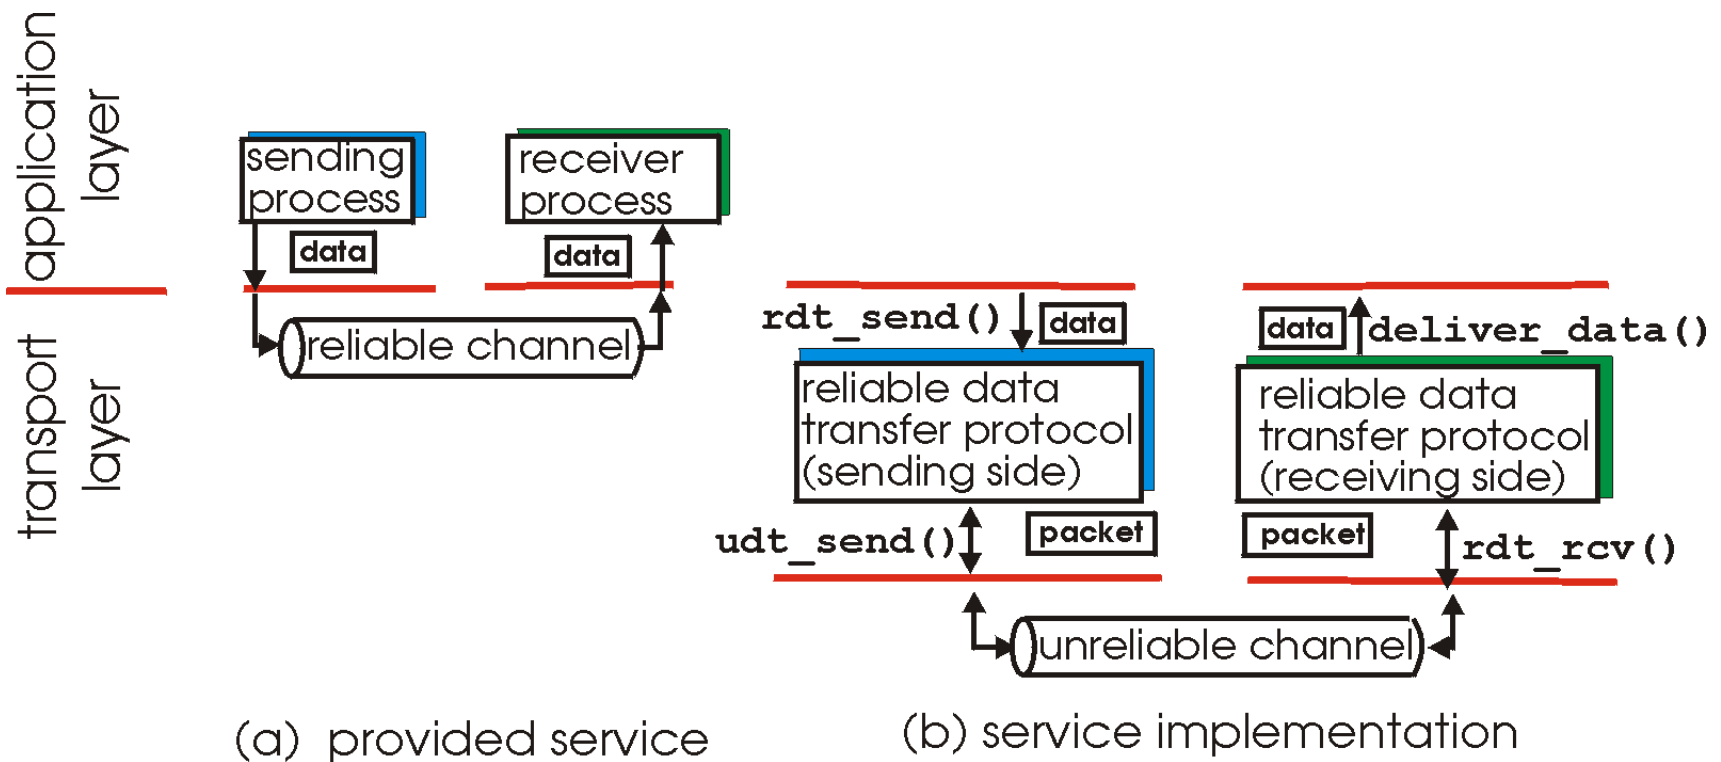 application
layer
transport
layer
sending
process
data
receiver
process
data
reliable channel
(a) provided service
rdt_send()
data
reliable data
transfer protocol
(sending side)
udt_send()
packet
data
deliver_data()
reliable data
transfer protocol
(receiving side)
packet
rdt_rcv()
unreliable channel
(b) service implementation